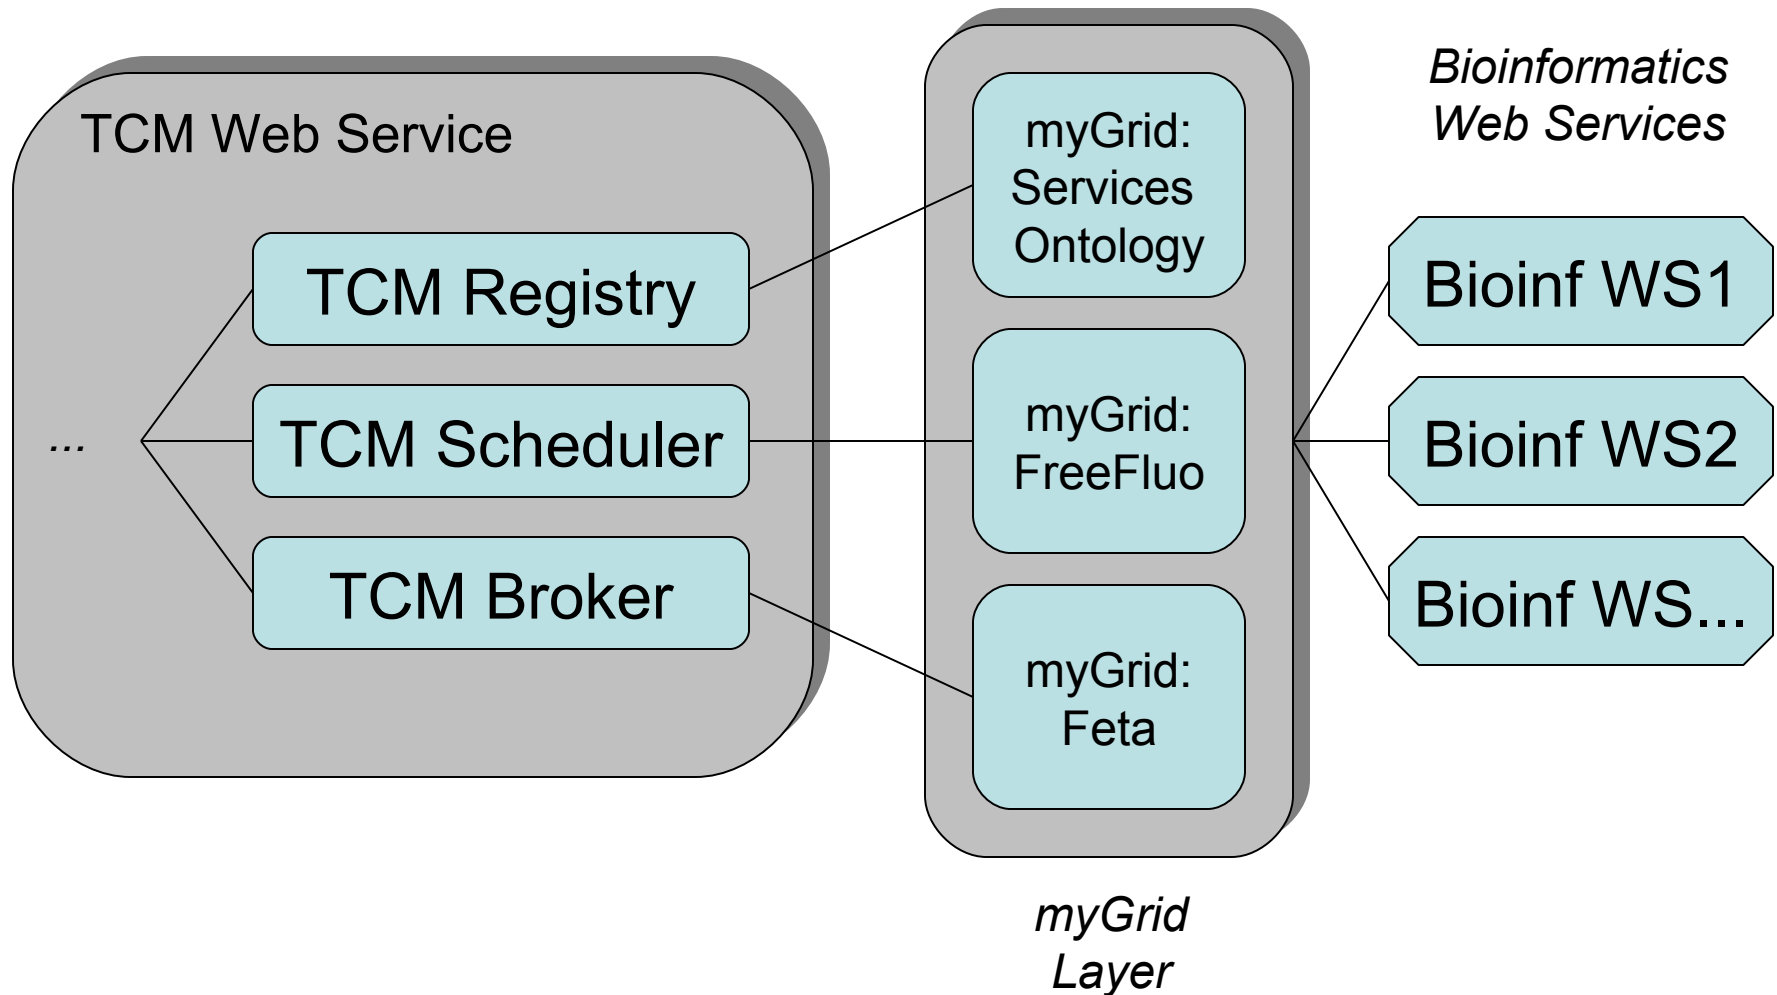 TCM Web Service
...
TCM Registry
TCM Scheduler
TCM Broker
myGrid:
Services
Ontology
myGrid:
FreeFluo
myGrid:
Feta
myGrid
Layer
Bioinformatics
Web Services
Bioinf WS1
Bioinf WS2
Bioinf WS...